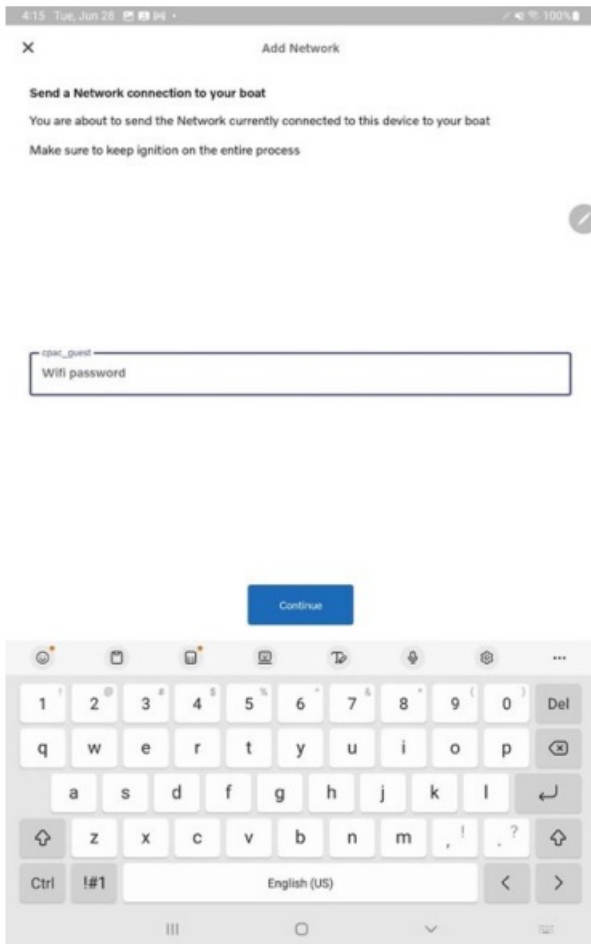 4:15 Tue, Jun 28
100%
Add Network
Send a Network connection to your boat
You are about to send the Network currently connected to this device to your boat
Make sure to keep ignition on the entire process
cpac_guest
Wifi password
Continue
1 ! 2 @ 3 # 4 $ 5 % 6 ^ 7 & 8 * 9 ( 0 ) Del
q w e r t y u i o p
a s d f g h j k l
z x c v b n m , ! . ?
Ctrl !#1 English (US) < >